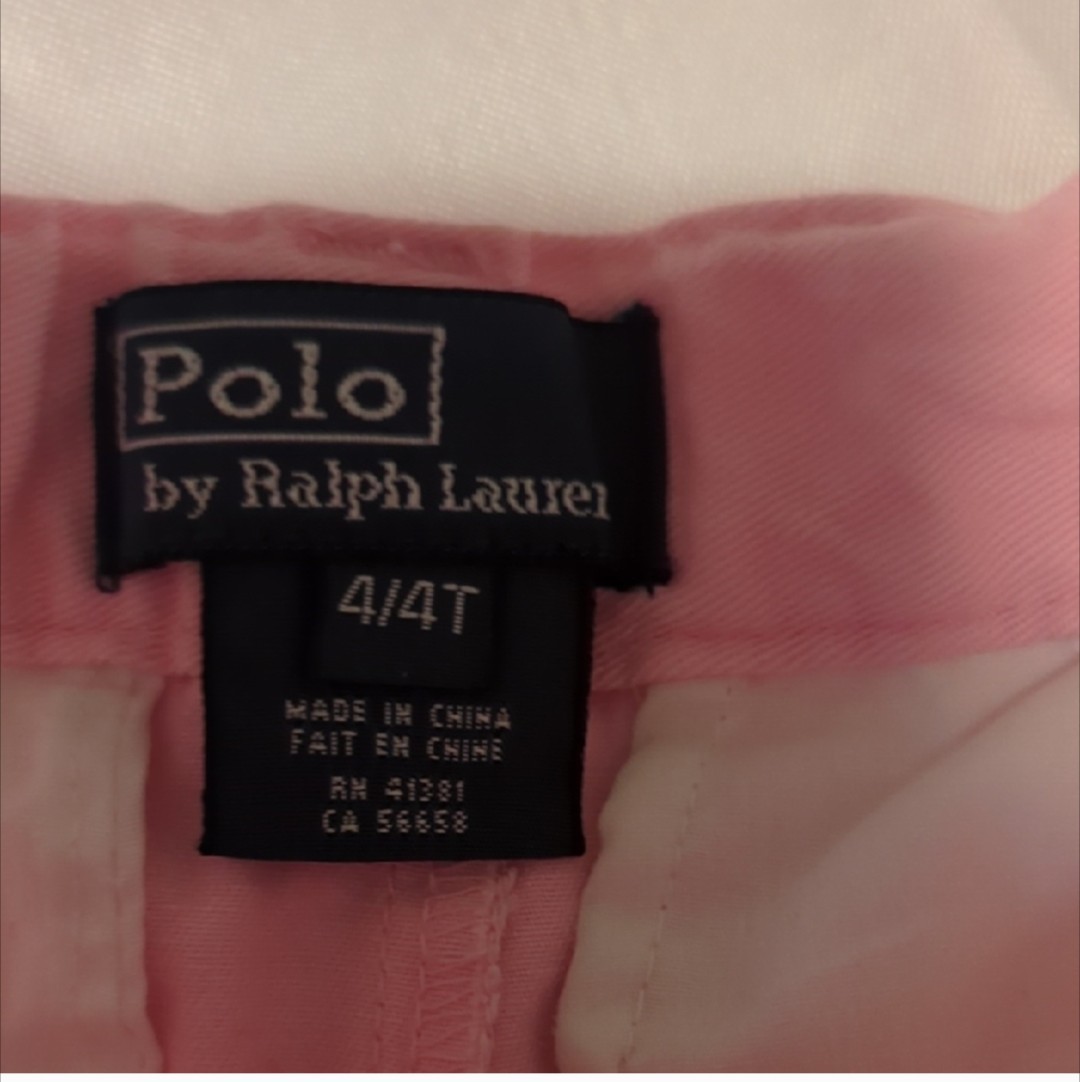 Polo
by Ralph Lauren
4/4T
MADE IN CHINA
FAIT EN CHINE
RN 41381
CA 56658